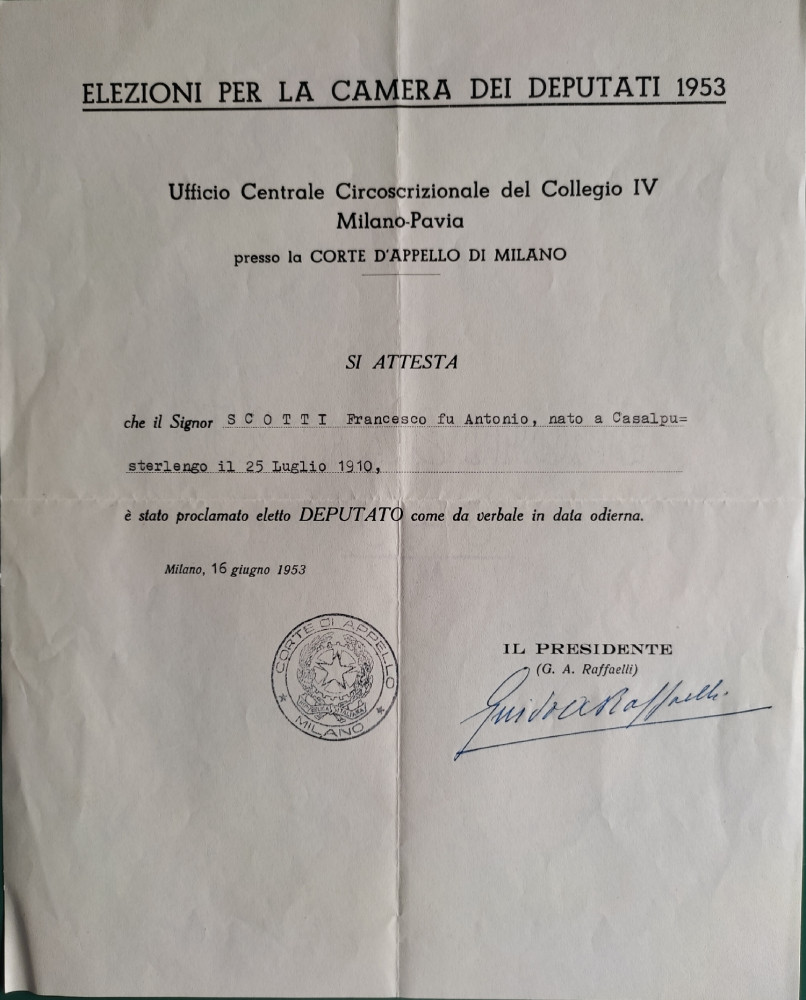 ELEZIONI PER LA CAMERA DEI DEPUTATI 1953
Ufficio Centrale Circoscrizionale del Collegio IV
Milano-Pavia
presso la CORTE D'APPELLO DI MILANO
SI ATTESTA
che il Signor S C O T T I Francesco fu Antonio, nato a Casalpu=
sterlengo il 25 Luglio 1910,
è stato proclamato eletto DEPUTATO come da verbale in data odierna.
Milano, 16 giugno 1953
CORTE DI APPELLO
MILANO
IL PRESIDENTE
(G. A. Raffaelli)
Guido A Raffaelli